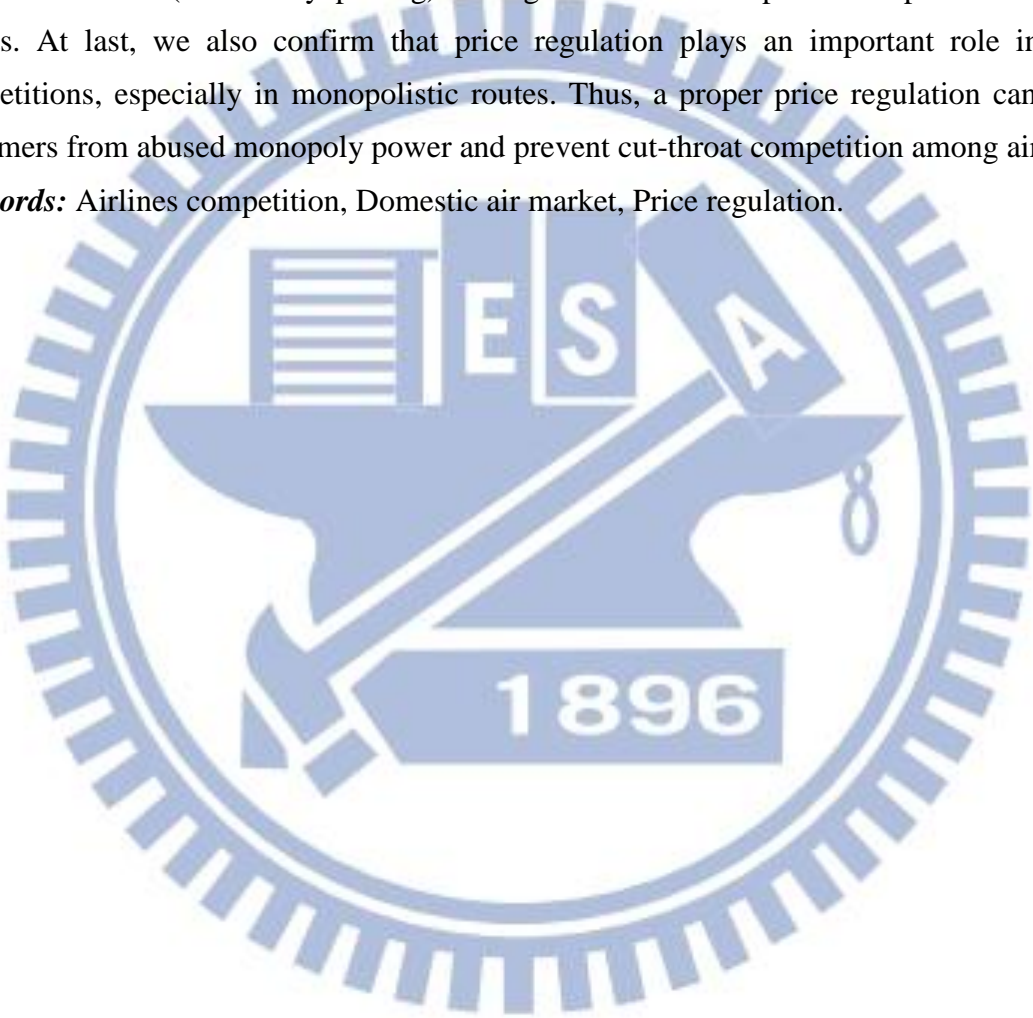 s. At last, we also confirm that price regulation plays an important role in
etitions, especially in monopolistic routes. Thus, a proper price regulation can
mers from abused monopoly power and prevent cut-throat competition among air
ords: Airlines competition, Domestic air market, Price regulation.
E S A
8
1896